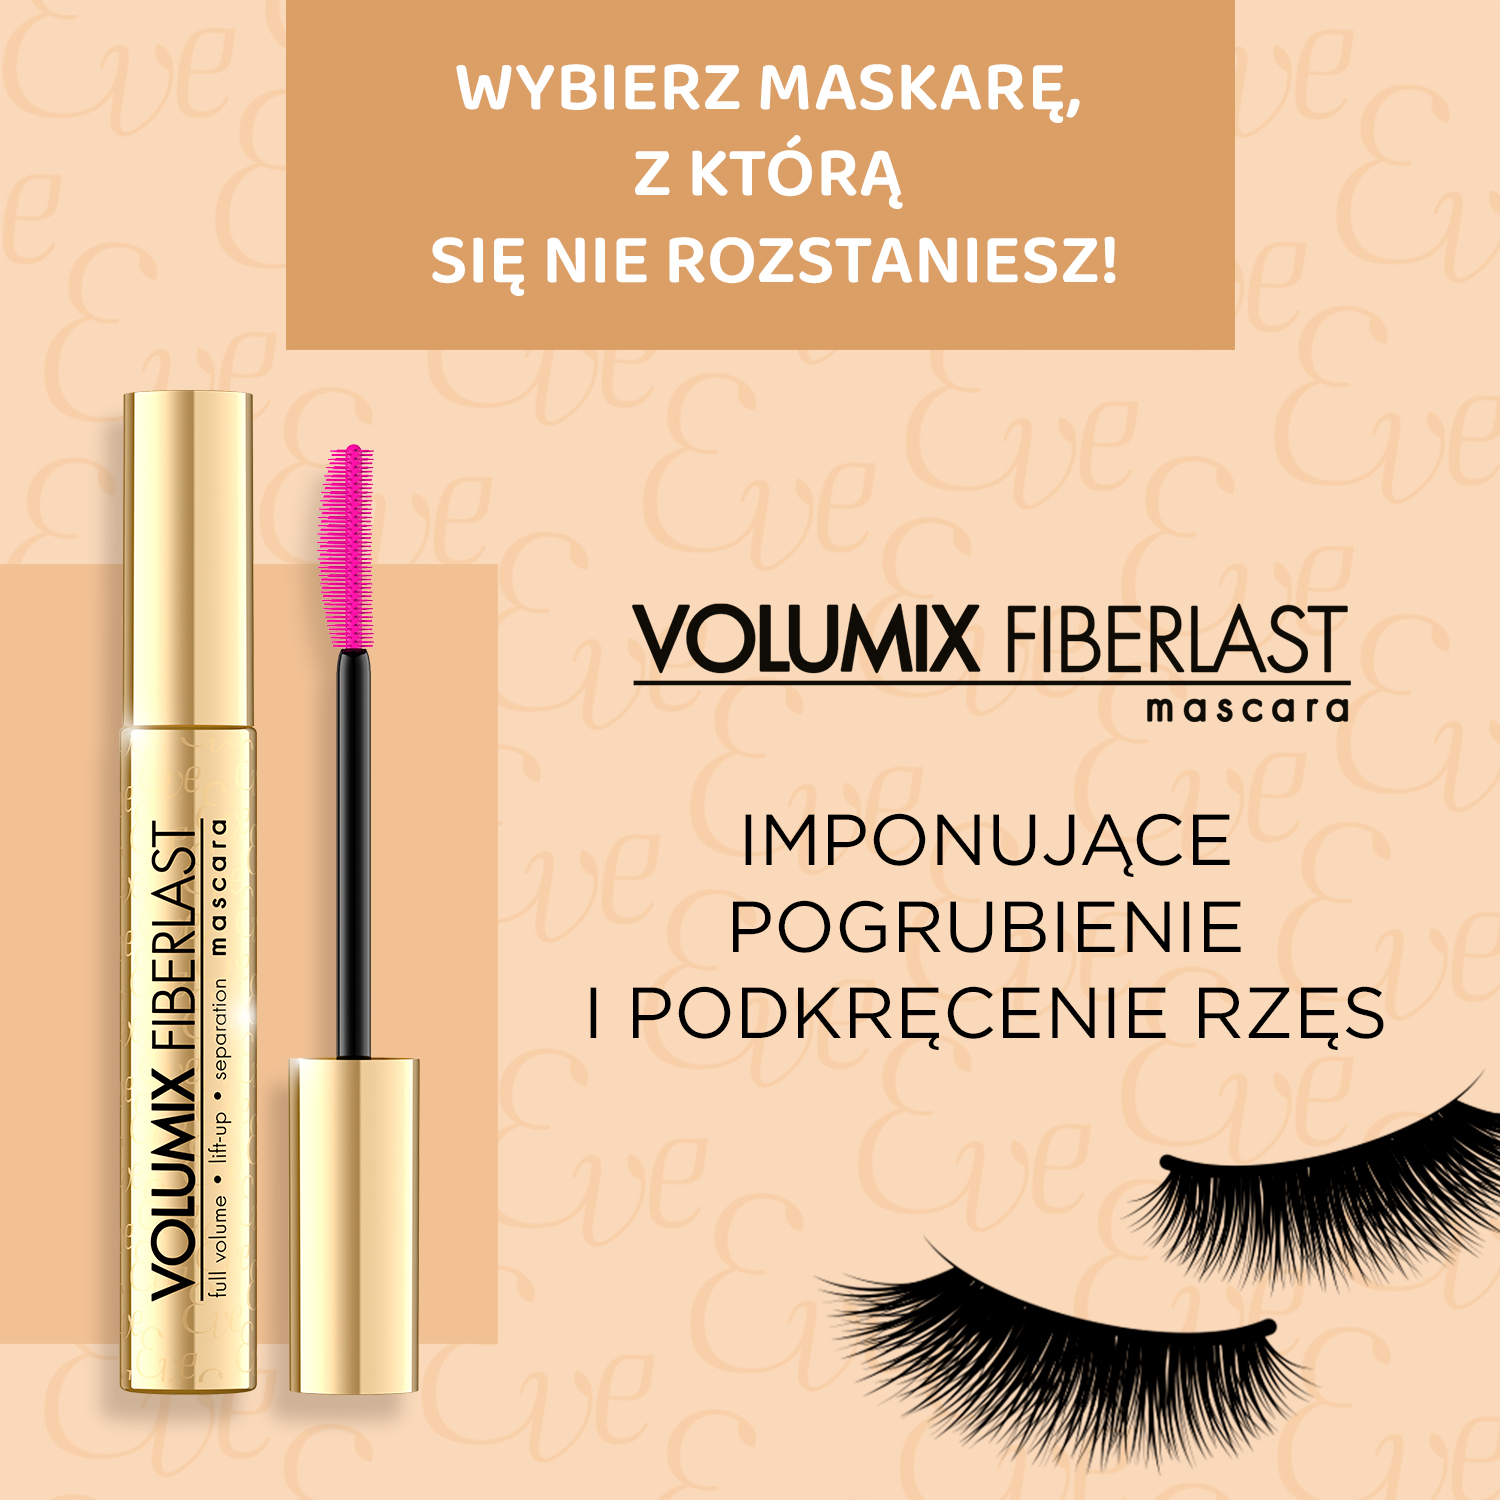 WYBIERZ MASKARĘ,
Z KTÓRĄ
SIĘ NIE ROZSTANIESZ!
VOLUMIX FIBERLAST
mascara
IMPONUJĄCE
POGRUBIENIE
I PODKRĘCENIE RZĘS
VOLUMIX FIBERLAST
mascara
full volume • lift-up • separation
Eve